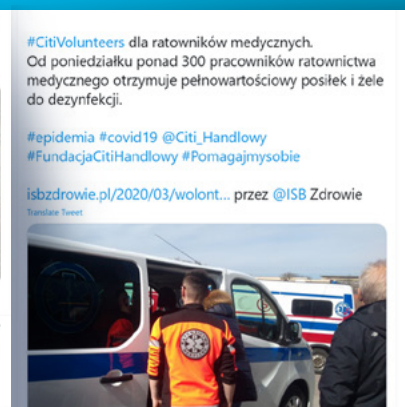 #CitiVolunteers dla ratowników medycznych.
Od poniedziałku ponad 300 pracowników ratownictwa
medycznego otrzymuje pełnowartościowy posiłek i żele
do dezynfekcji.
#epidemia #covid19 @Citi_Handlowy
#FundacjaCitiHandlowy #Pomagajmysobie
isbzdrowie.pl/2020/03/wolont... przez @ISB Zdrowie
Translate Tweet